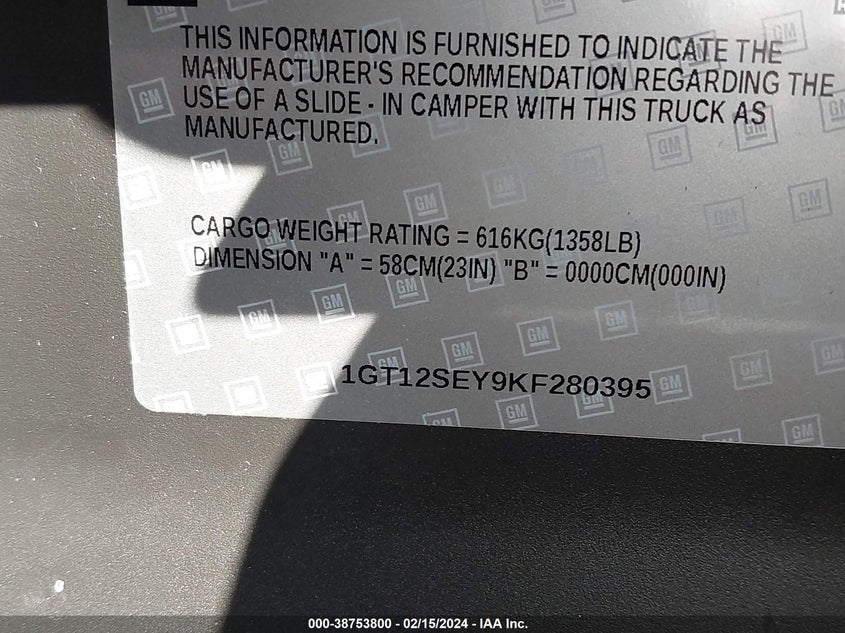 THIS INFORMATION IS FURNISHED TO INDICATE THE
MANUFACTURER'S RECOMMENDATION REGARDING THE
USE OF A SLIDE - IN CAMPER WITH THIS TRUCK AS
MANUFACTURED.
CARGO WEIGHT RATING = 616KG(1358LB)
DIMENSION "A" = 58CM(23IN) "B" = 0000CM(000IN)
1GT12SEY9KF280395
000-38753800 - 02/15/2024 - IAA Inc.